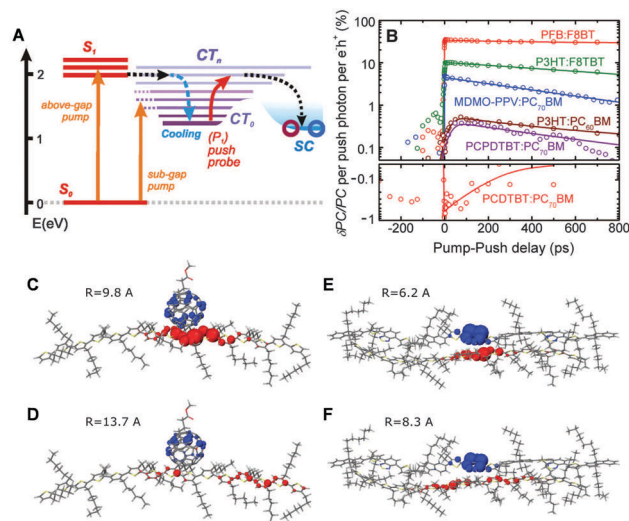 A
S₁
CTₙ
2
above-gap
pump
Cooling
CT₀
1
(P₁)
push
probe
SC
sub-gap
pump
S₀
0
E(eV)
B
δPC/PC per push photon per e⁻h⁺ (%)
100
PFB:F8BT
10
P3HT:F8TBT
MDMO-PPV:PC₇₀BM
1
P3HT:PC₆₀BM
PCPDTBT:PC₇₀BM
0.1
-0.1
PCDTBT:PC₇₀BM
-1
-200 0 200 400 600 800
Pump-Push delay (ps)
C
R=9.8 A
E
R=6.2 A
D
R=13.7 A
F
R=8.3 A